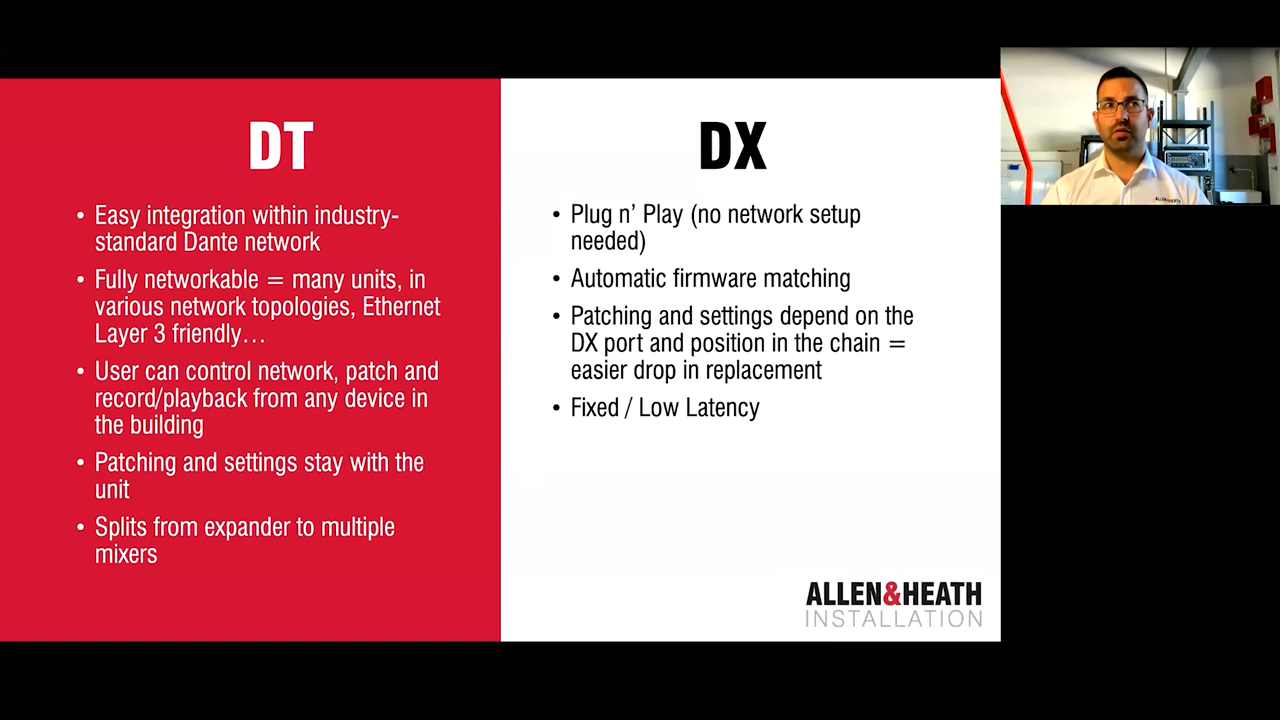 DT
• Easy integration within industry-
standard Dante network
• Fully networkable = many units, in
various network topologies, Ethernet
Layer 3 friendly…
• User can control network, patch and
record/playback from any device in
the building
• Patching and settings stay with the
unit
• Splits from expander to multiple
mixers
DX
• Plug n’ Play (no network setup
needed)
• Automatic firmware matching
• Patching and settings depend on the
DX port and position in the chain =
easier drop in replacement
• Fixed / Low Latency
ALLEN&HEATH
INSTALLATION
ALLEN&HEATH